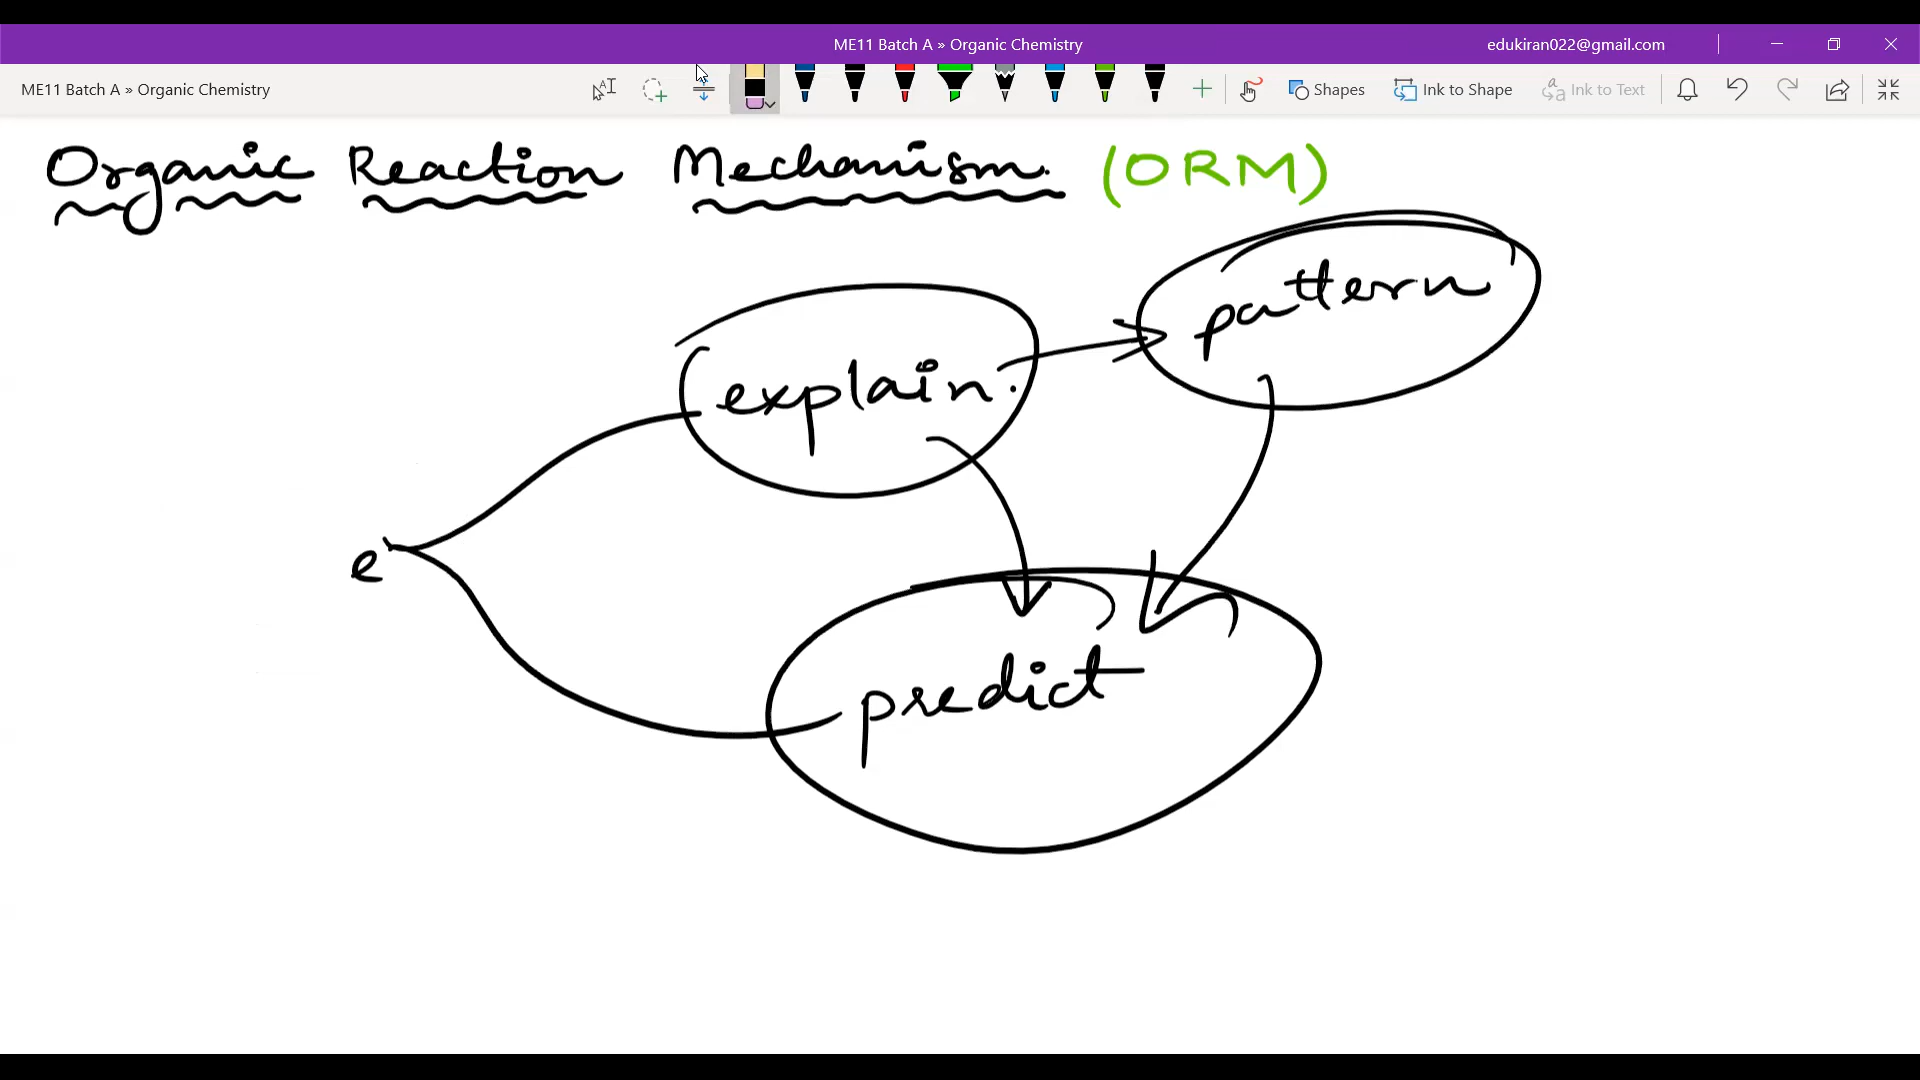 ME11 Batch A » Organic Chemistry
edukiran022@gmail.com
ME11 Batch A » Organic Chemistry
Shapes
Ink to Shape
Ink to Text
Organic Reaction Mechanism. (ORM)
pattern
explain.
e
predict